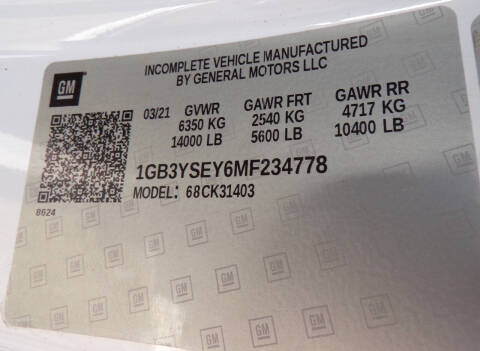 GM
INCOMPLETE VEHICLE MANUFACTURED
BY GENERAL MOTORS LLC
03/21 GVWR GAWR FRT GAWR RR
6350 KG 2540 KG 4717 KG
14000 LB 5600 LB 10400 LB
1GB3YSEY6MF234778
MODEL: 68CK31403
8624